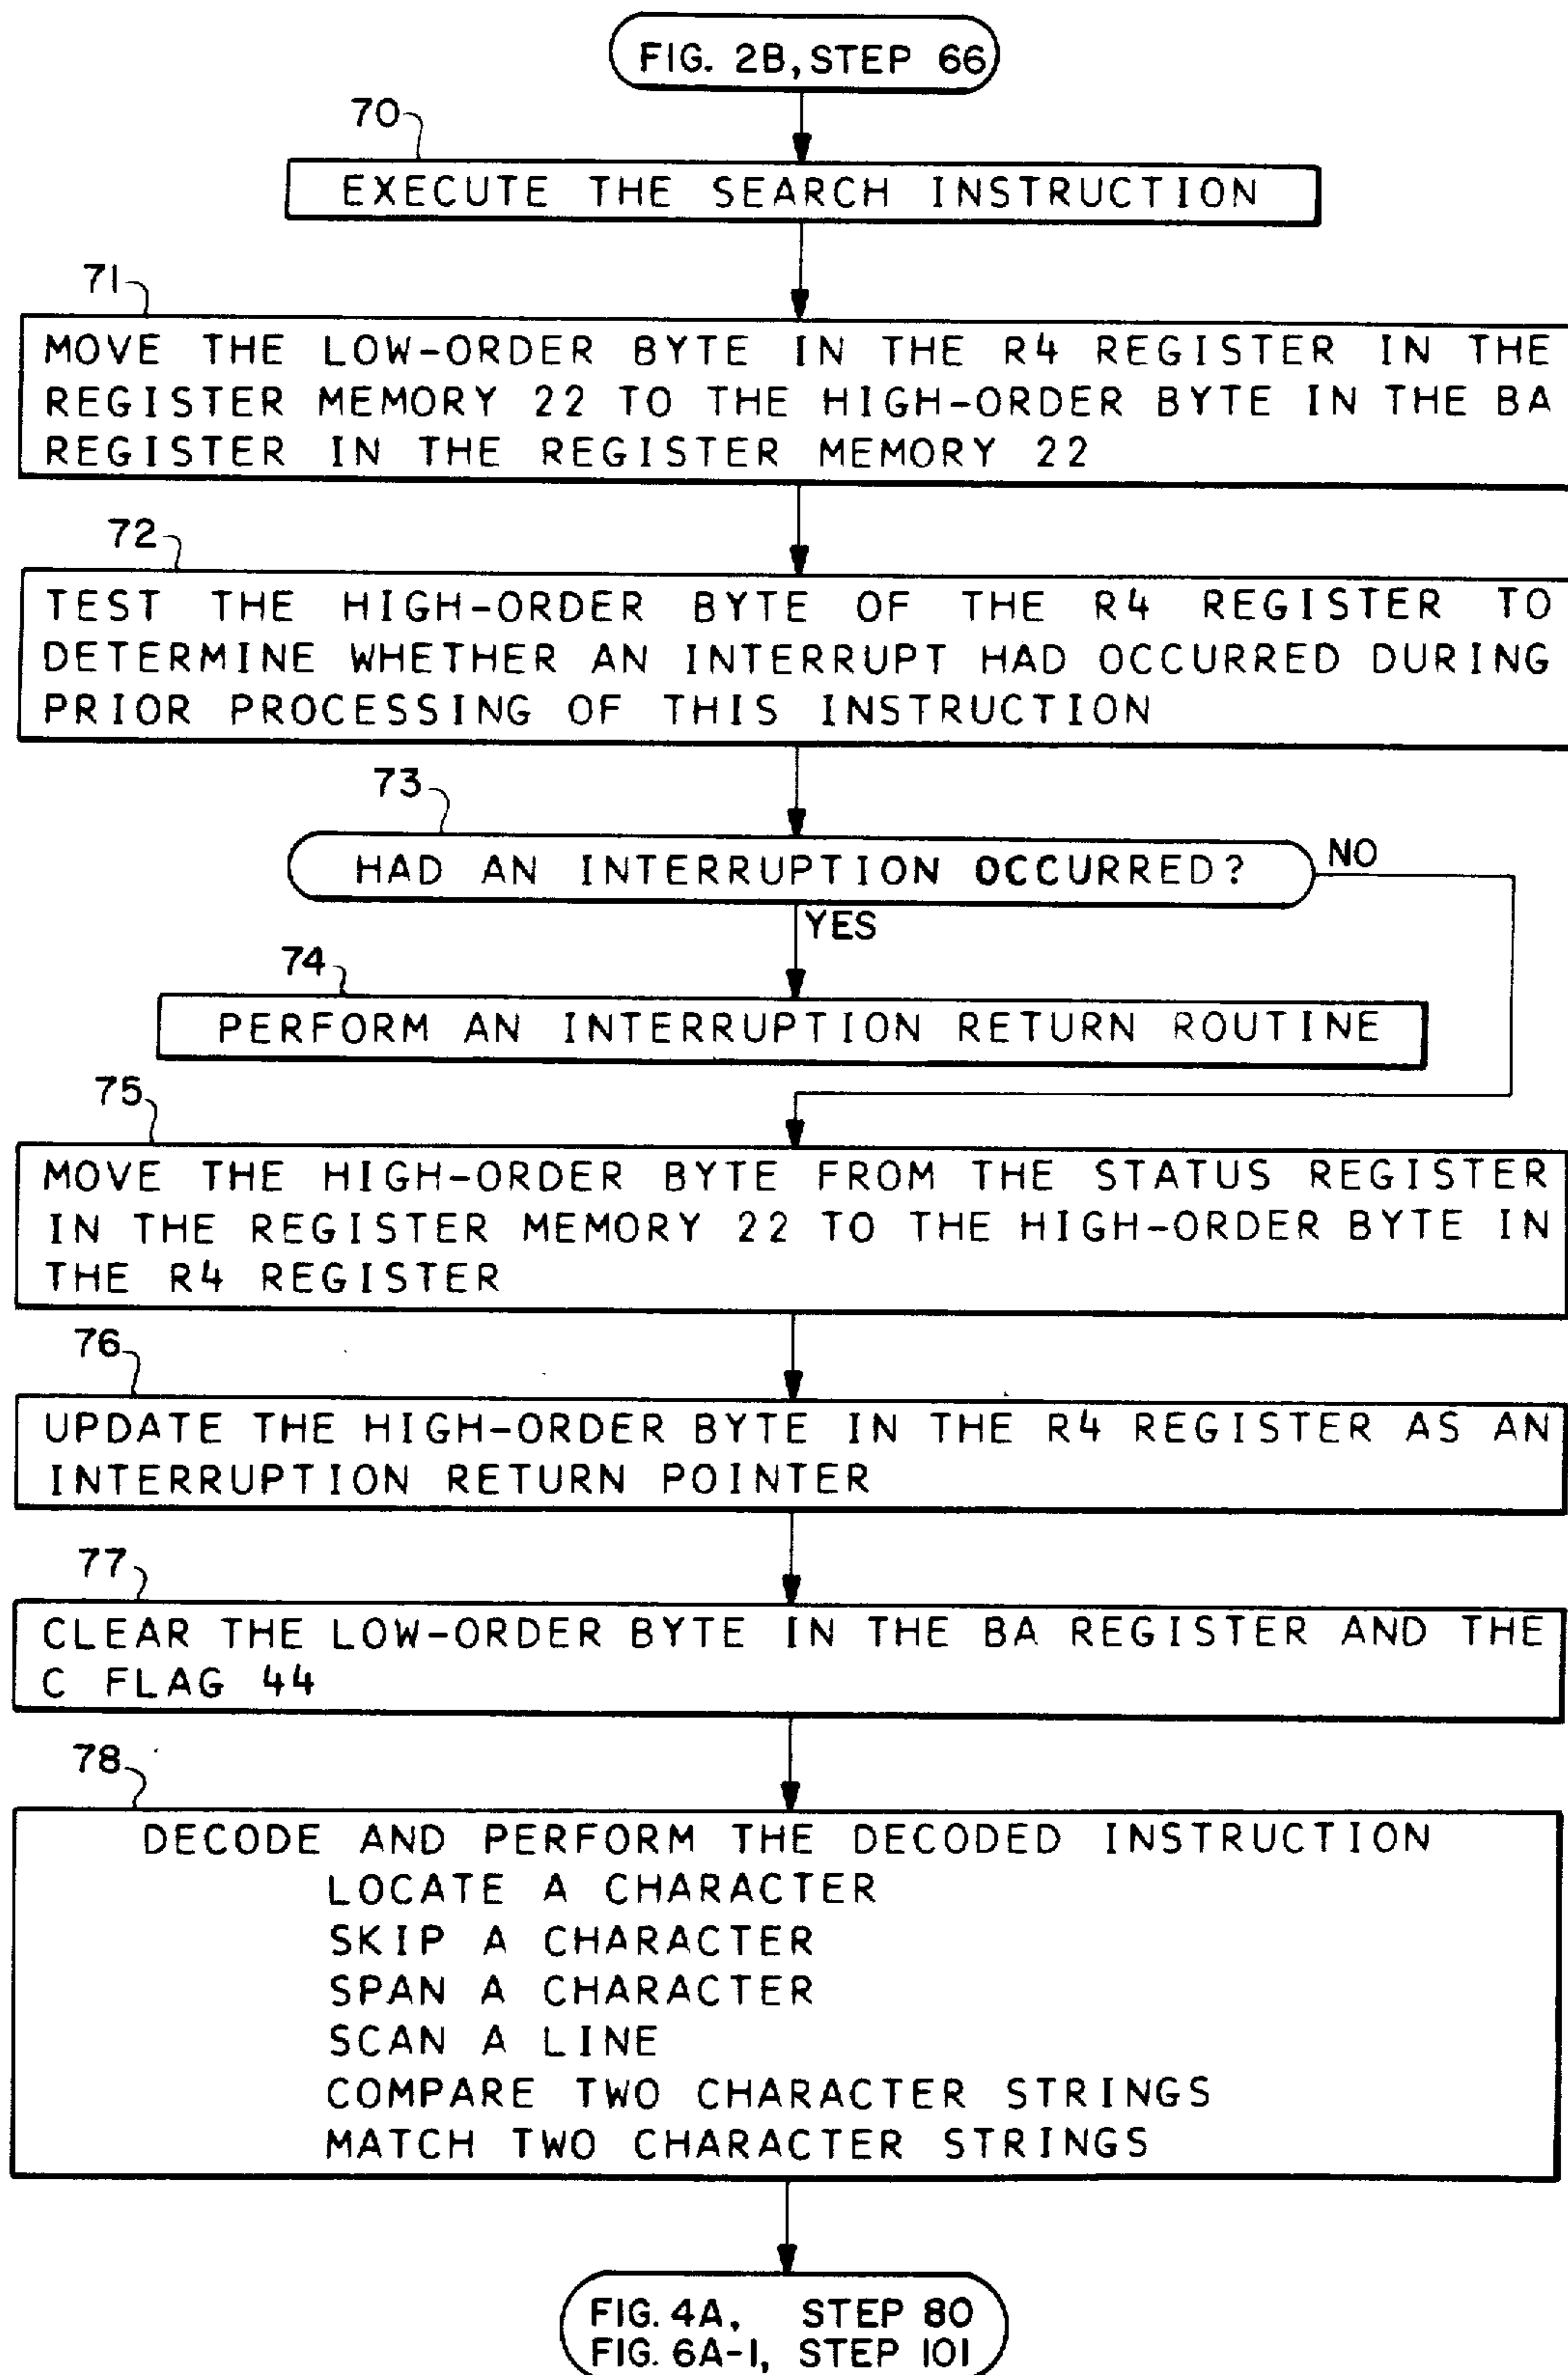 FIG. 2B, STEP 66
70
EXECUTE THE SEARCH INSTRUCTION
71
MOVE THE LOW-ORDER BYTE IN THE R4 REGISTER IN THE
REGISTER MEMORY 22 TO THE HIGH-ORDER BYTE IN THE BA
REGISTER IN THE REGISTER MEMORY 22
72
TEST THE HIGH-ORDER BYTE OF THE R4 REGISTER TO
DETERMINE WHETHER AN INTERRUPT HAD OCCURRED DURING
PRIOR PROCESSING OF THIS INSTRUCTION
73
HAD AN INTERRUPTION OCCURRED?
NO
YES
74
PERFORM AN INTERRUPTION RETURN ROUTINE
75
MOVE THE HIGH-ORDER BYTE FROM THE STATUS REGISTER
IN THE REGISTER MEMORY 22 TO THE HIGH-ORDER BYTE IN
THE R4 REGISTER
76
UPDATE THE HIGH-ORDER BYTE IN THE R4 REGISTER AS AN
INTERRUPTION RETURN POINTER
77
CLEAR THE LOW-ORDER BYTE IN THE BA REGISTER AND THE
C FLAG 44
78
DECODE AND PERFORM THE DECODED INSTRUCTION
LOCATE A CHARACTER
SKIP A CHARACTER
SPAN A CHARACTER
SCAN A LINE
COMPARE TWO CHARACTER STRINGS
MATCH TWO CHARACTER STRINGS
FIG. 4A, STEP 80
FIG. 6A-1, STEP 101